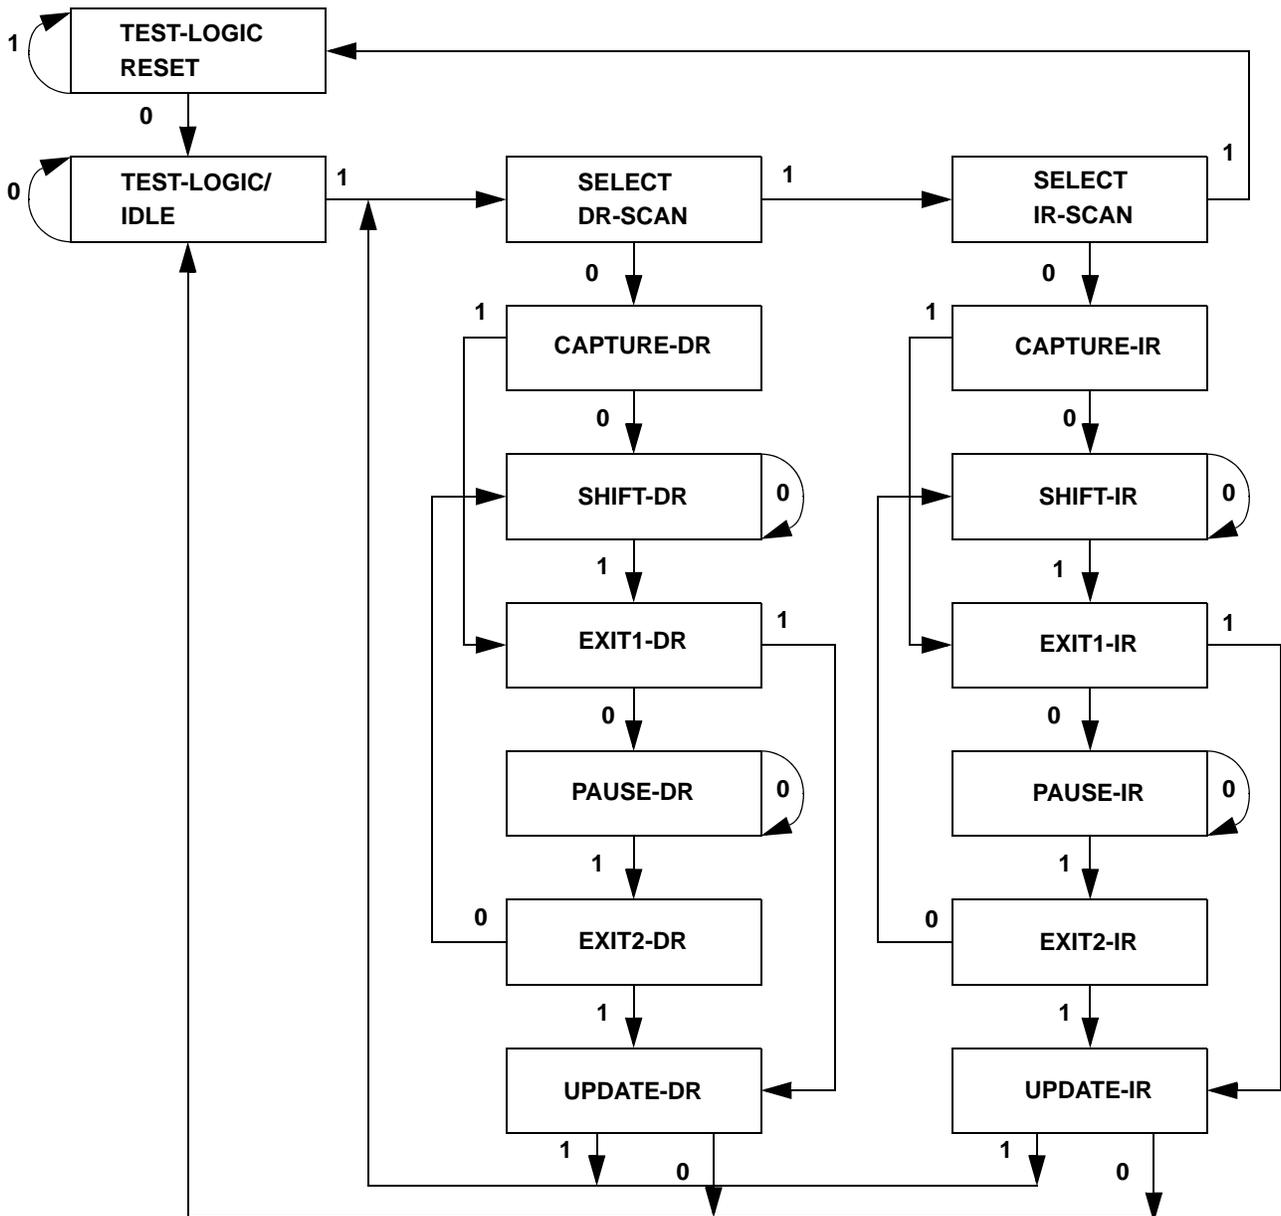 TEST-LOGIC
RESET
1
0
TEST-LOGIC/
IDLE
0
1
SELECT
DR-SCAN
1
SELECT
IR-SCAN
1
0
0
1
CAPTURE-DR
1
CAPTURE-IR
0
0
SHIFT-DR
0
SHIFT-IR
0
1
1
EXIT1-DR
1
EXIT1-IR
1
0
0
PAUSE-DR
0
PAUSE-IR
0
1
1
0
EXIT2-DR
0
EXIT2-IR
1
1
UPDATE-DR
UPDATE-IR
1
0
1
0